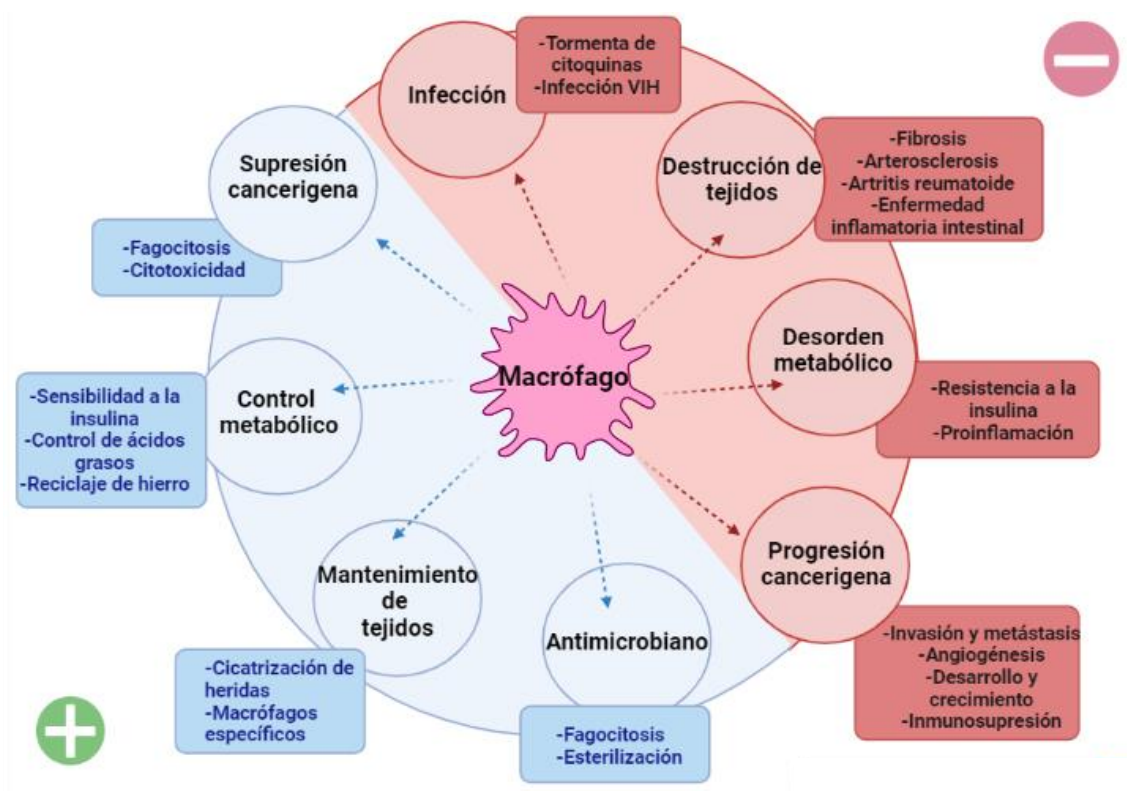 Infección
-Tormenta de
citoquinas
-Infección VIH
Supresión
cancerigena
-Fagocitosis
-Citotoxicidad
Destrucción de
tejidos
-Fibrosis
-Arterosclerosis
-Artritis reumatoide
-Enfermedad
inflamatoria intestinal
Macrófago
Desorden
metabólico
-Resistencia a la
insulina
-Proinflamación
Control
metabólico
-Sensibilidad a la
insulina
-Control de ácidos
grasos
-Reciclaje de hierro
Progresión
cancerigena
-Invasión y metástasis
-Angiogénesis
-Desarrollo y
crecimiento
-Inmunosupresión
Mantenimiento
de
tejidos
-Cicatrización de
heridas
-Macrófagos
específicos
Antimicrobiano
-Fagocitosis
-Esterilización